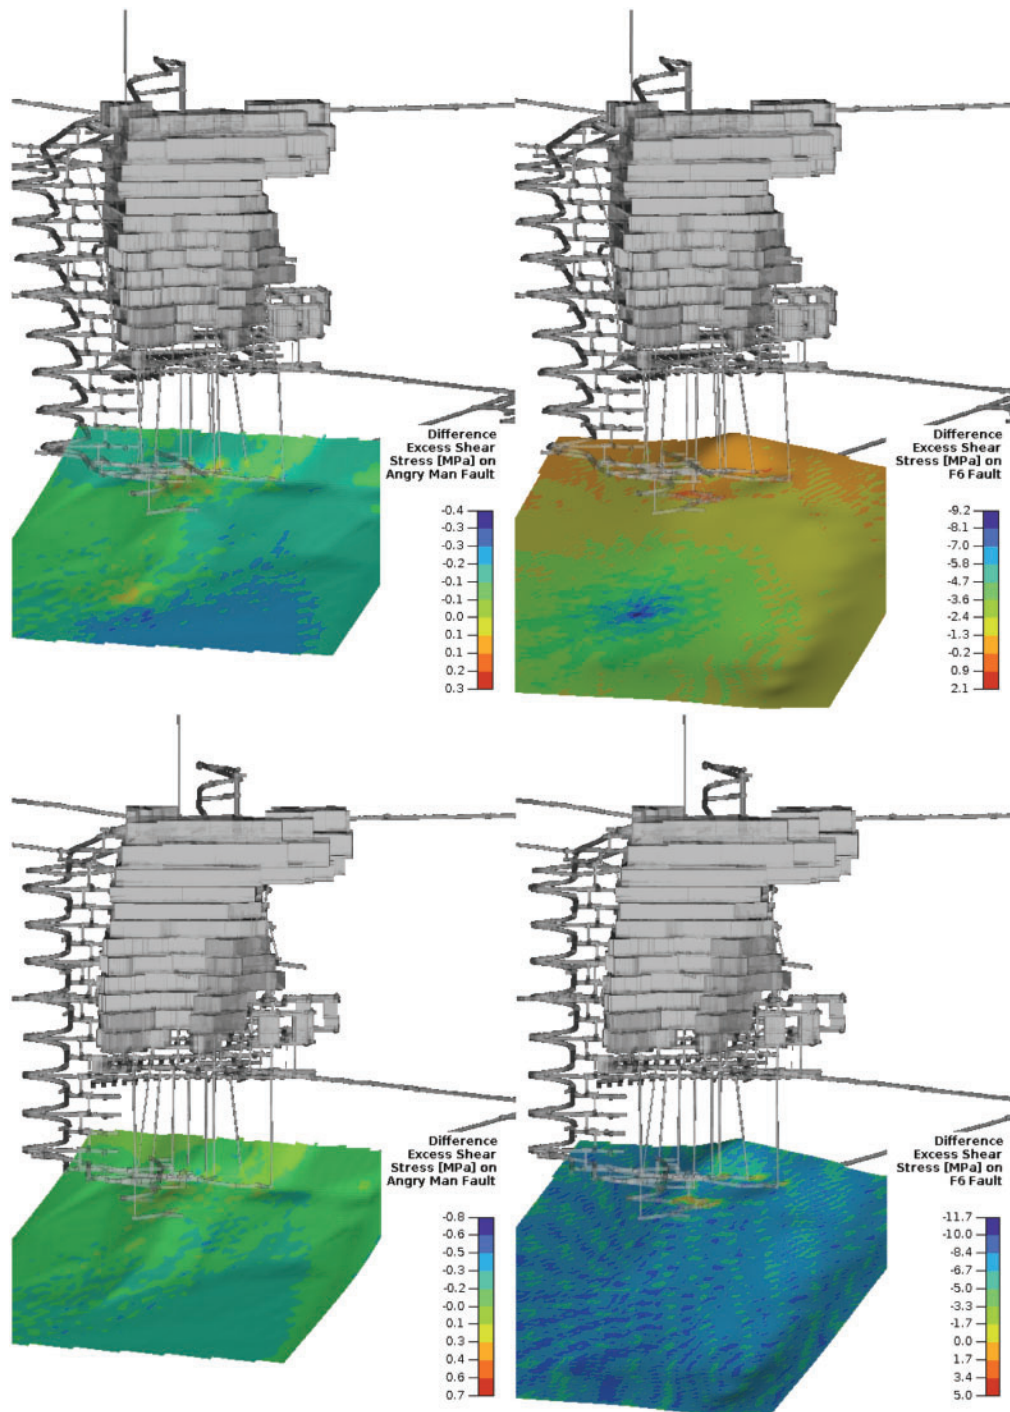 Difference
Excess Shear
Stress [MPa] on
Angry Man Fault
-0.4
-0.3
-0.3
-0.2
-0.1
-0.1
0.0
0.1
0.1
0.2
0.3
Difference
Excess Shear
Stress [MPa] on
F6 Fault
-9.2
-8.1
-7.0
-5.8
-4.7
-3.6
-2.4
-1.3
-0.2
0.9
2.1
Difference
Excess Shear
Stress [MPa] on
Angry Man Fault
-0.8
-0.6
-0.5
-0.3
-0.2
-0.0
0.1
0.3
0.4
0.6
0.7
Difference
Excess Shear
Stress [MPa] on
F6 Fault
-11.7
-10.0
-8.4
-6.7
-5.0
-3.3
-1.7
0.0
1.7
3.4
5.0